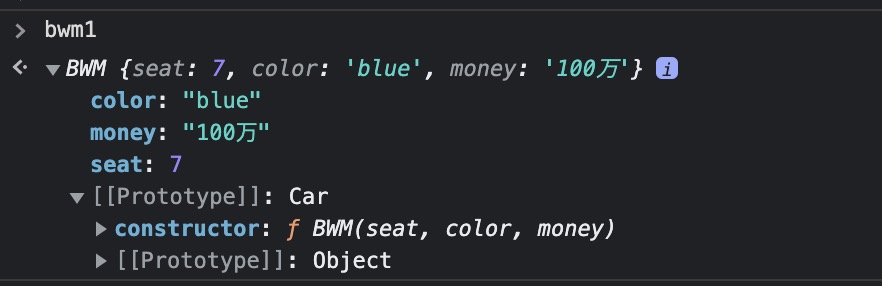 > bwm1
<· ▼BWM {seat: 7, color: 'blue', money: '100万'} i
color: "blue"
money: "100万"
seat: 7
▼[[Prototype]]: Car
▶constructor: ƒ BWM(seat, color, money)
▶[[Prototype]]: Object